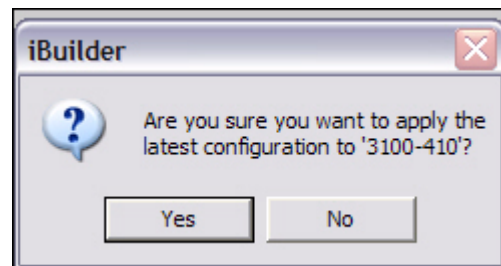 iBuilder
Are you sure you want to apply the
latest configuration to '3100-410'?
Yes
No